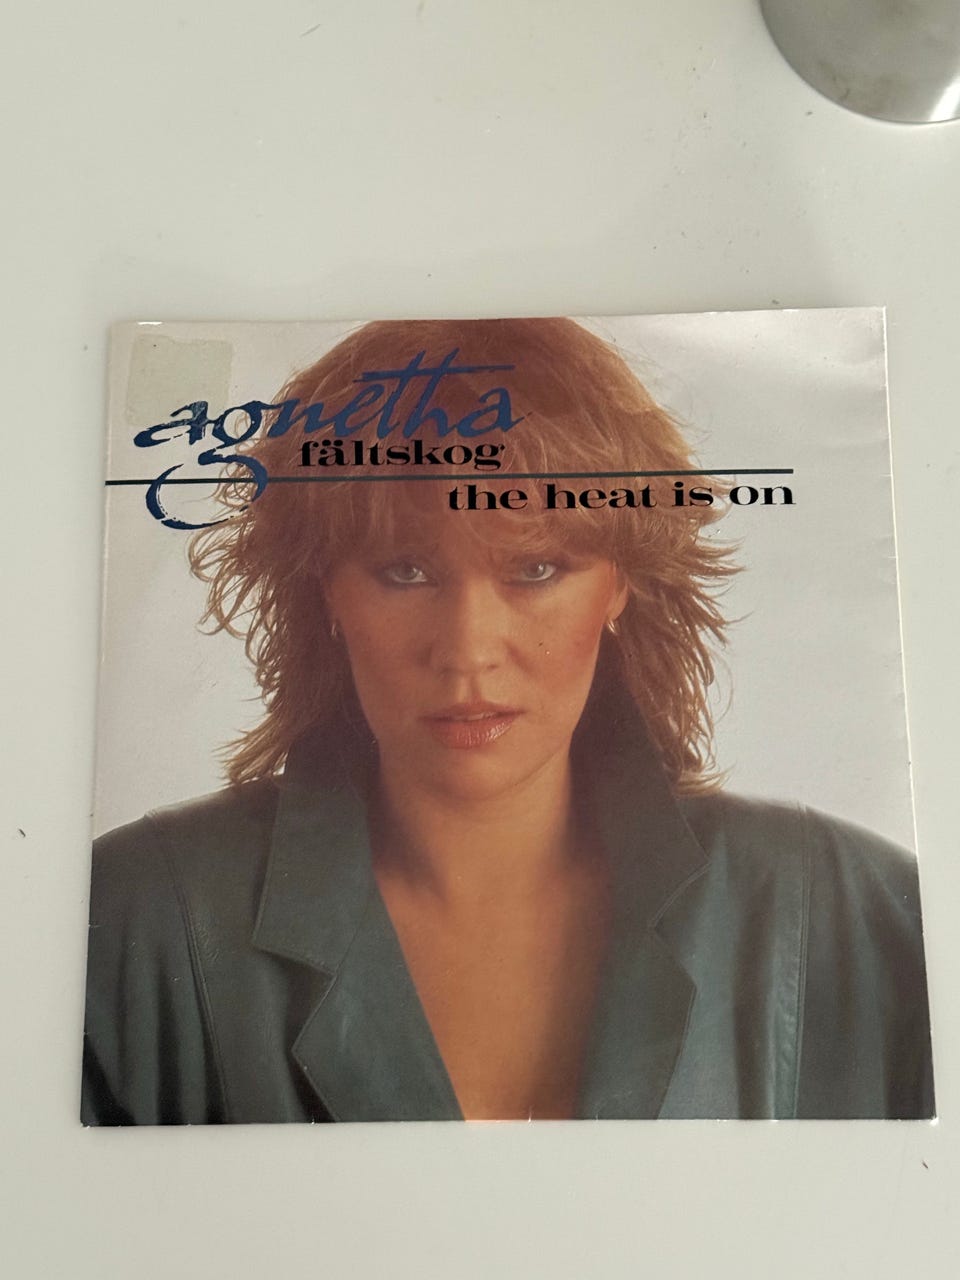 agnetha
fältskog
the heat is on